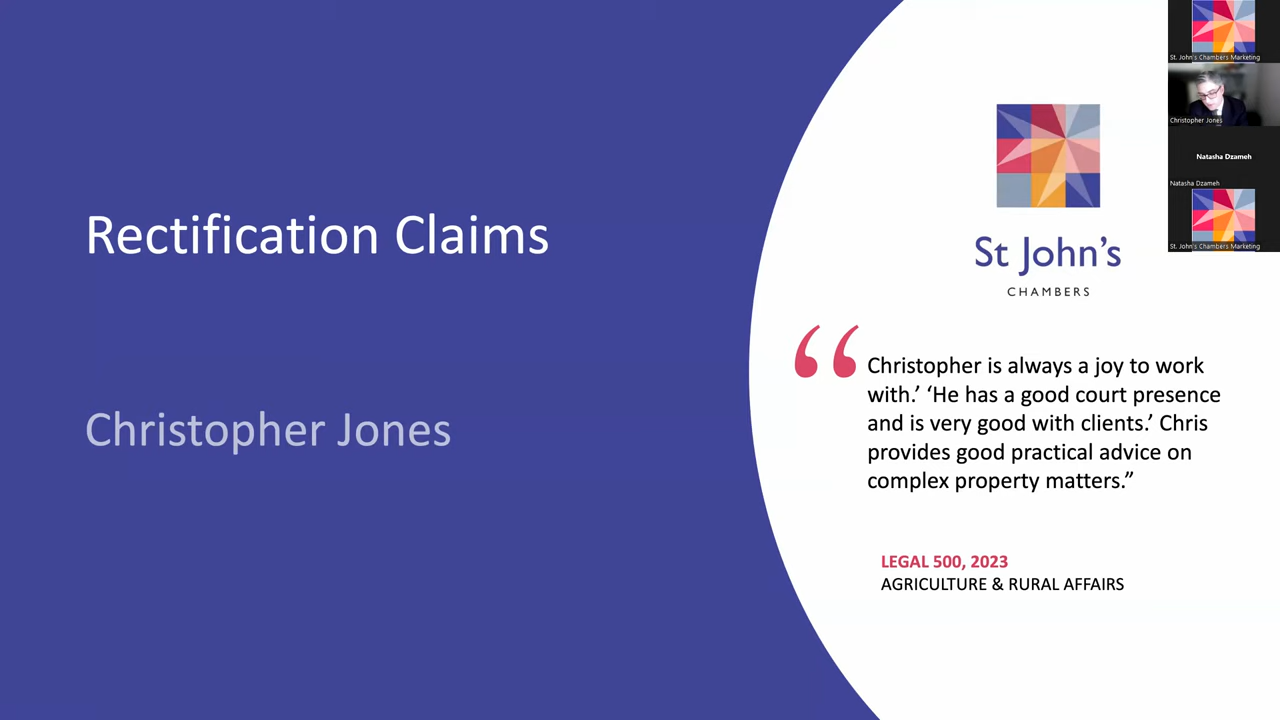 Rectification Claims
Christopher Jones
St John's
CHAMBERS
“
Christopher is always a joy to work
with.’ ‘He has a good court presence
and is very good with clients.’ Chris
provides good practical advice on
complex property matters.”
LEGAL 500, 2023
AGRICULTURE & RURAL AFFAIRS
St. John's Chambers Marketing
Christopher Jones
Natasha Dzameh
Natasha Dzameh
St. John's Chambers Marketing